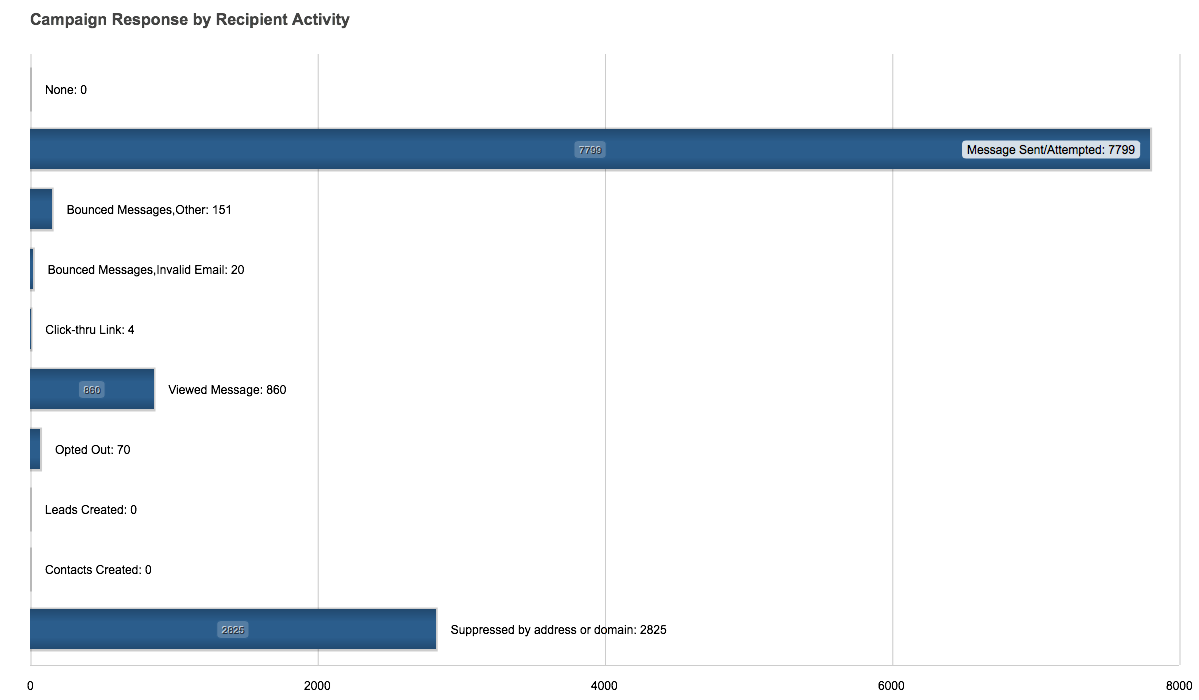 Campaign Response by Recipient Activity
None: 0
7799
Message Sent/Attempted: 7799
Bounced Messages,Other: 151
Bounced Messages,Invalid Email: 20
Click-thru Link: 4
860
Viewed Message: 860
Opted Out: 70
Leads Created: 0
Contacts Created: 0
2825
Suppressed by address or domain: 2825
0 2000 4000 6000 8000